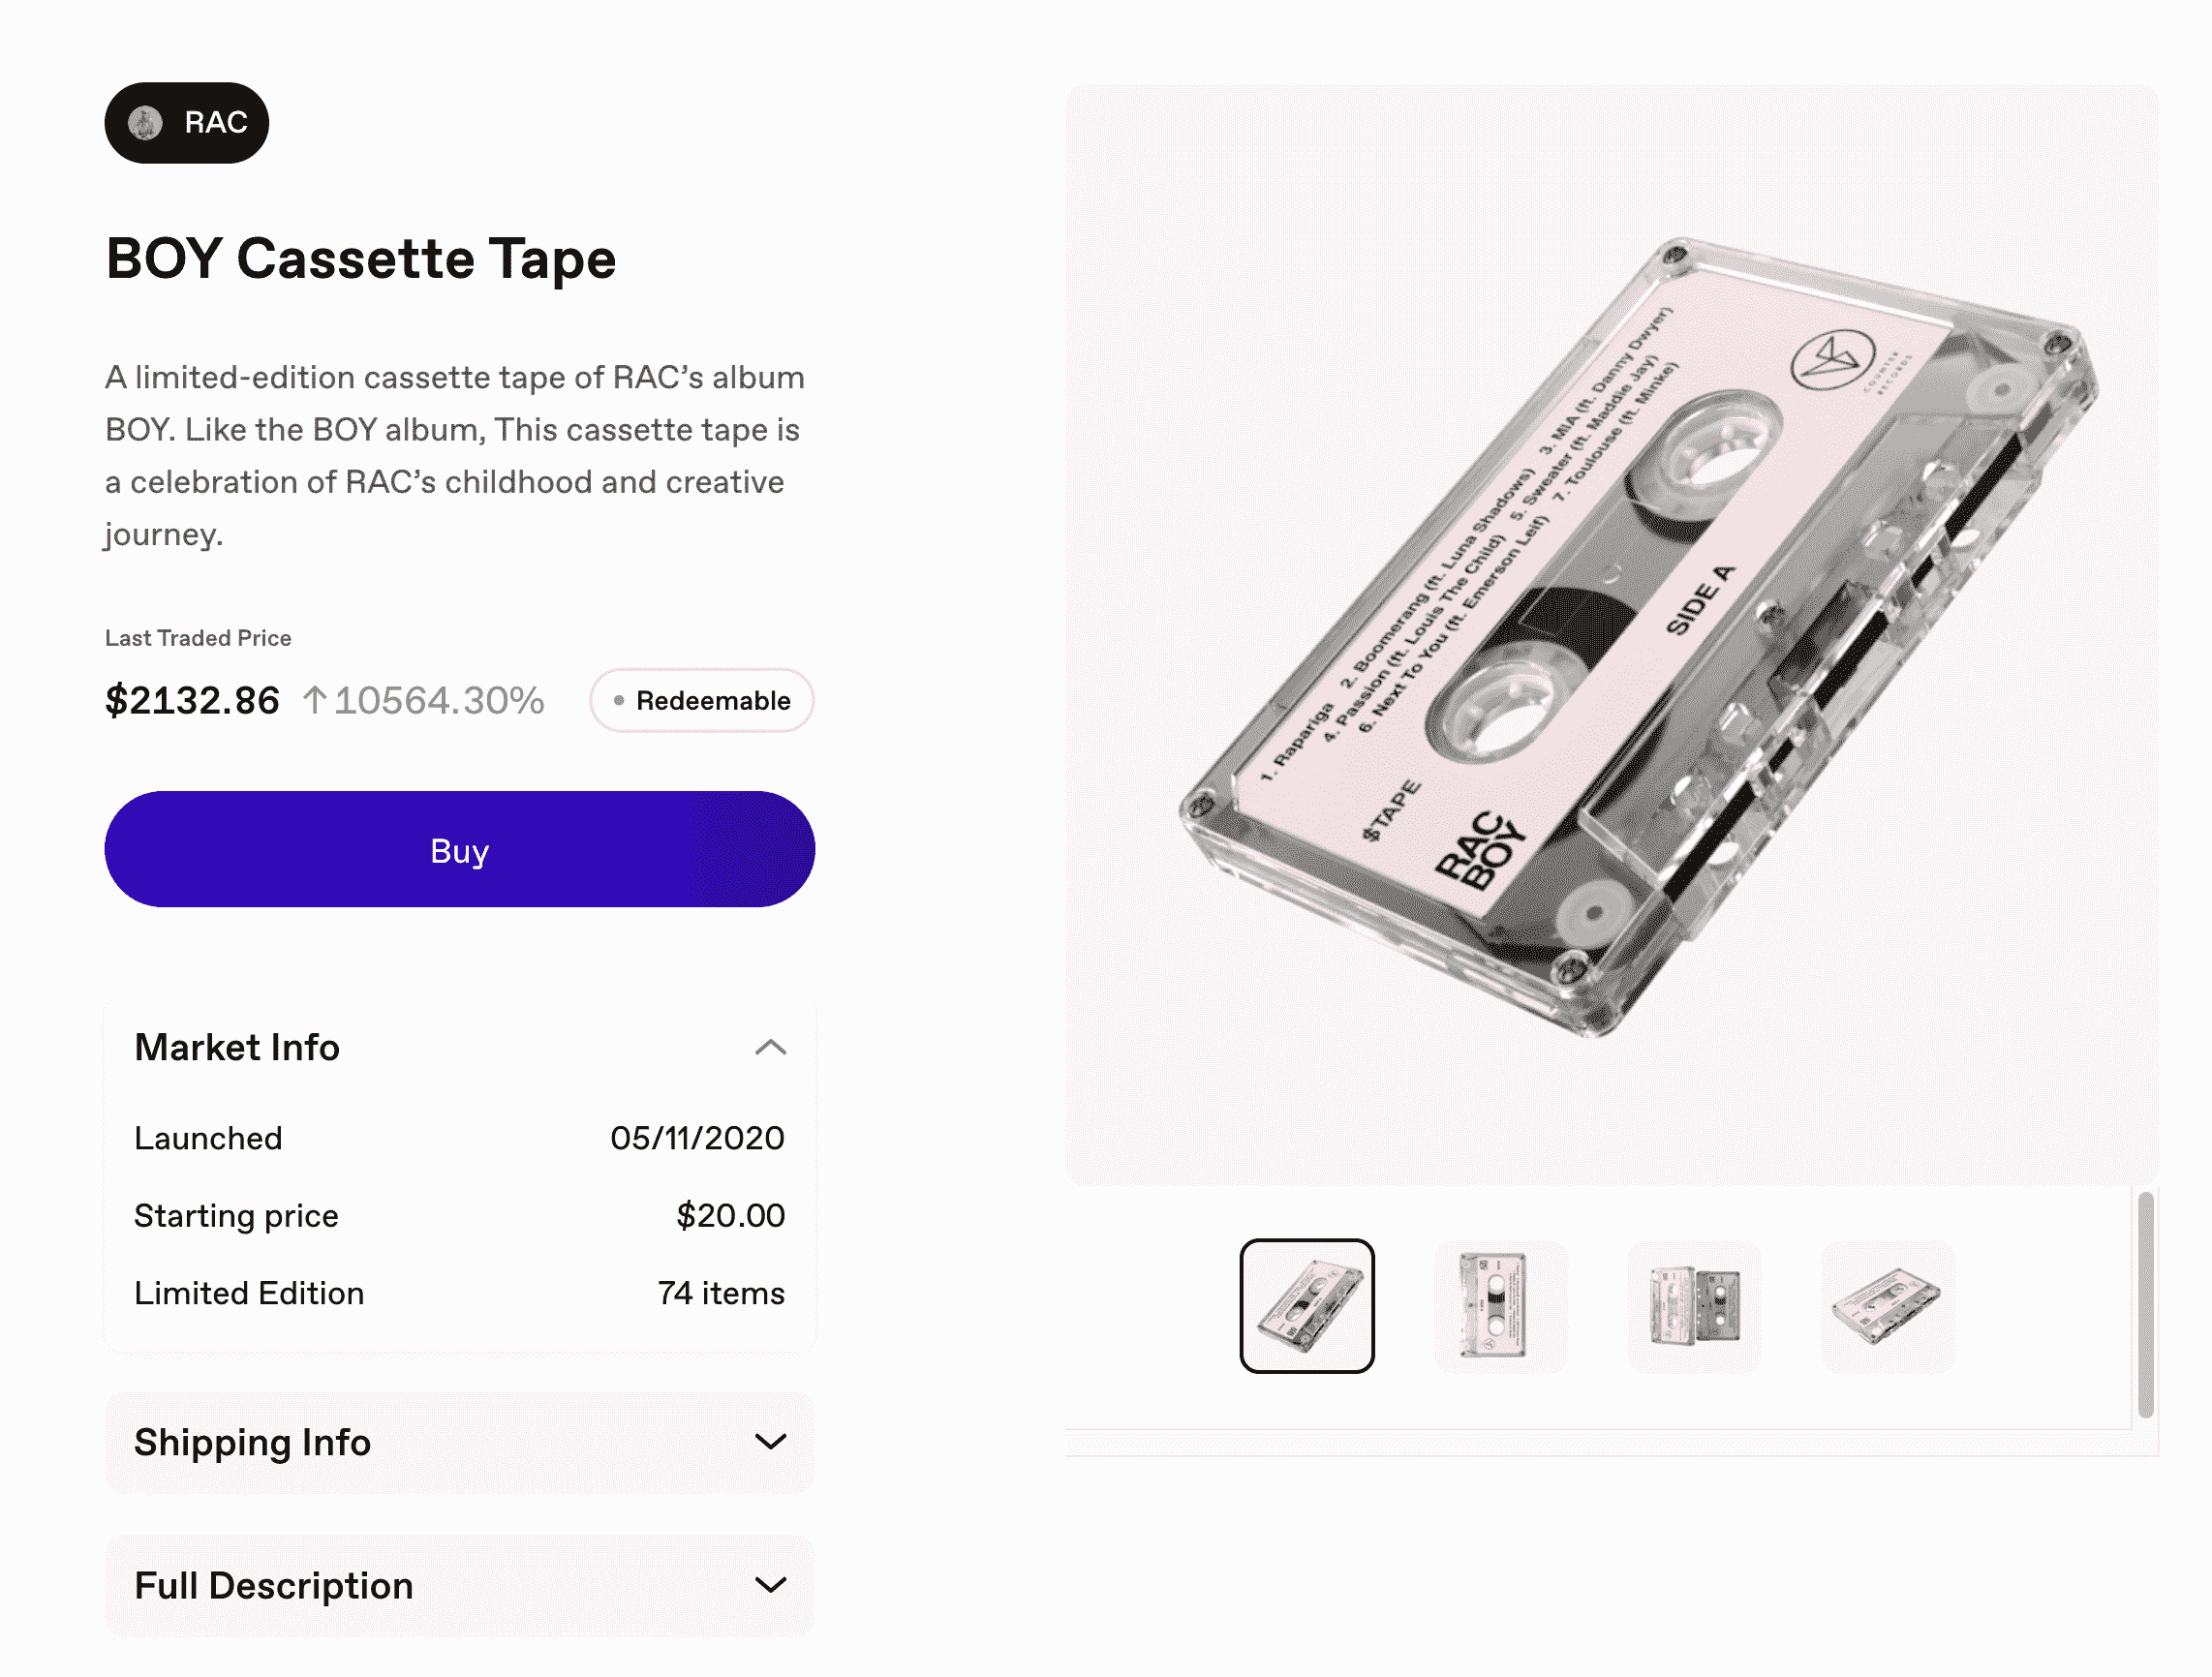 RAC
BOY Cassette Tape
A limited-edition cassette tape of RAC’s album
BOY. Like the BOY album, This cassette tape is
a celebration of RAC’s childhood and creative
journey.
Last Traded Price
$2132.86 ↑10564.30%
Redeemable
Buy
Market Info
Launched 05/11/2020
Starting price $20.00
Limited Edition 74 items
Shipping Info
Full Description
1. Rapariga 2. Boomerang (ft. Luna Shadows) 3. MIA (ft. Danny Dwyer)
4. Passion (ft. Louis The Child) 5. Sweater (ft. Maddie Jay)
6. Next To You (ft. Emerson Leif) 7. Toulouse (ft. Minke)
COUNTER
RECORDS
SIDE A
$TAPE
RAC
BOY